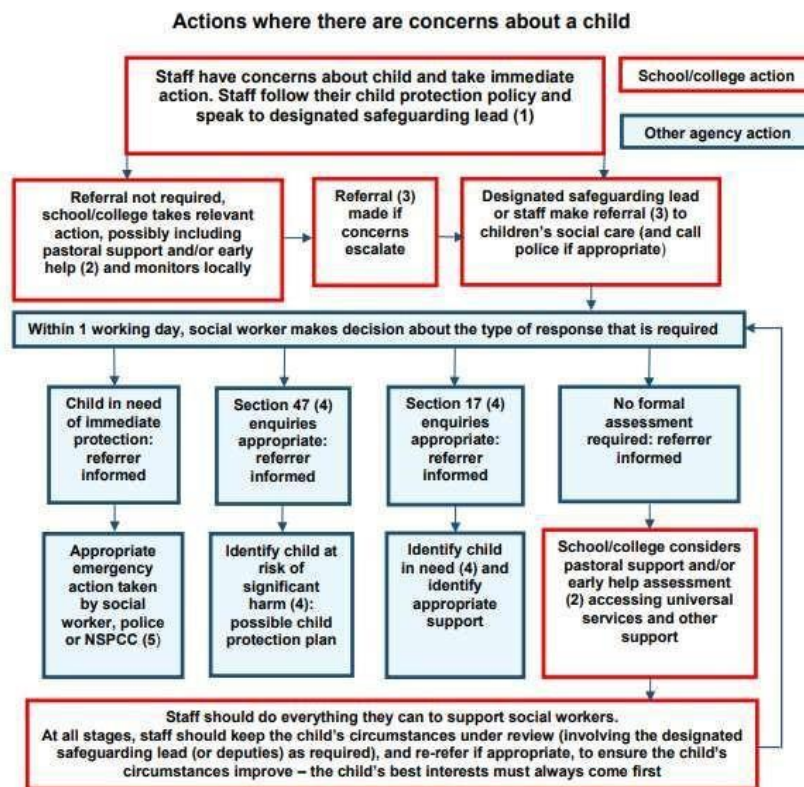 Actions where there are concerns about a child
Staff have concerns about child and take immediate
action. Staff follow their child protection policy and
speak to designated safeguarding lead (1)
School/college action
Other agency action
Referral not required,
school/college takes relevant
action, possibly including
pastoral support and/or early
help (2) and monitors locally
Referral (3)
made if
concerns
escalate
Designated safeguarding lead
or staff make referral (3) to
children's social care (and call
police if appropriate)
Within 1 working day, social worker makes decision about the type of response that is required
Child in need
of immediate
protection:
referrer
informed
Section 47 (4)
enquiries
appropriate:
referrer
informed
Section 17 (4)
enquiries
appropriate:
referrer
informed
No formal
assessment
required: referrer
informed
Appropriate
emergency
action taken
by social
worker, police
or NSPCC (5)
Identify child at
risk of
significant
harm (4):
possible child
protection plan
Identify child
in need (4) and
identify
appropriate
support
School/college considers
pastoral support and/or
early help assessment
(2) accessing universal
services and other
support
Staff should do everything they can to support social workers.
At all stages, staff should keep the child's circumstances under review (involving the designated
safeguarding lead (or deputies) as required), and re-refer if appropriate, to ensure the child's
circumstances improve – the child's best interests must always come first